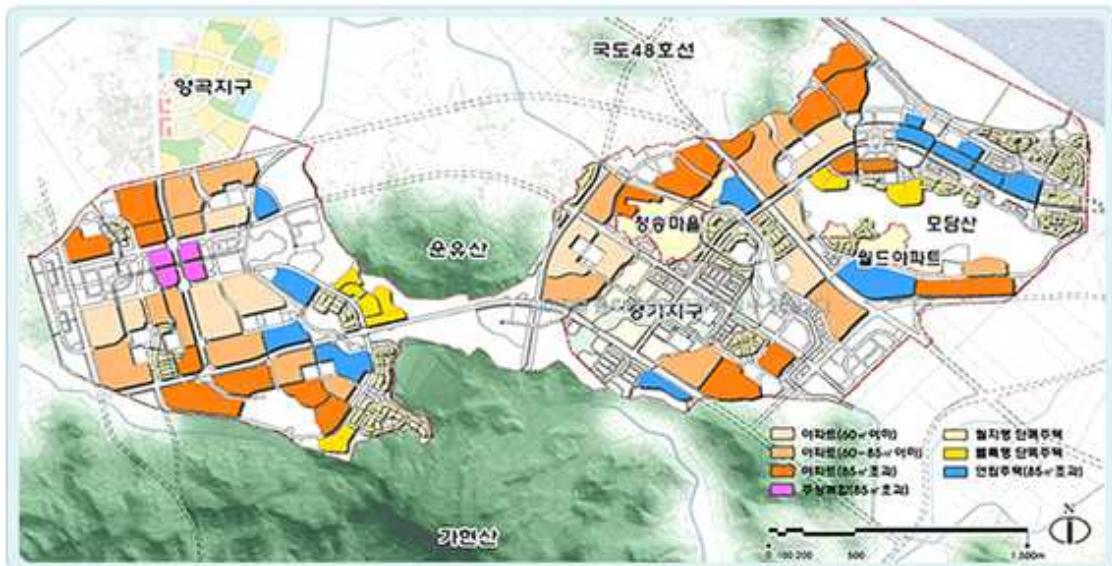 양곡지구
국도48호선
운유산
청송마을
모담산
월드아파트
장기지구
가현산
아파트(60㎡이하)
아파트(60~85㎡이하)
아파트(85㎡초과)
주상복합(85㎡초과)
필지형 단독주택
블록형 단독주택
연립주택(85㎡초과)
N
0 100 200 500 1,000m